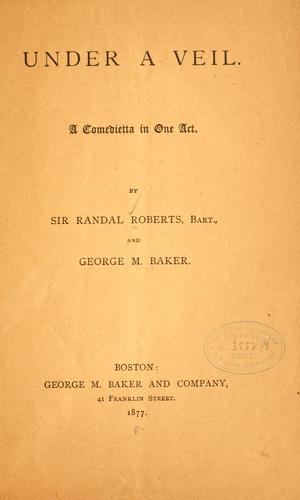 UNDER A VEIL.
A Comedietta in One Act.
BY
SIR RANDAL ROBERTS, BART.,
AND
GEORGE M. BAKER.
3552
BOSTON:
GEORGE M. BAKER AND COMPANY,
41 FRANKLIN STREET.
1877.